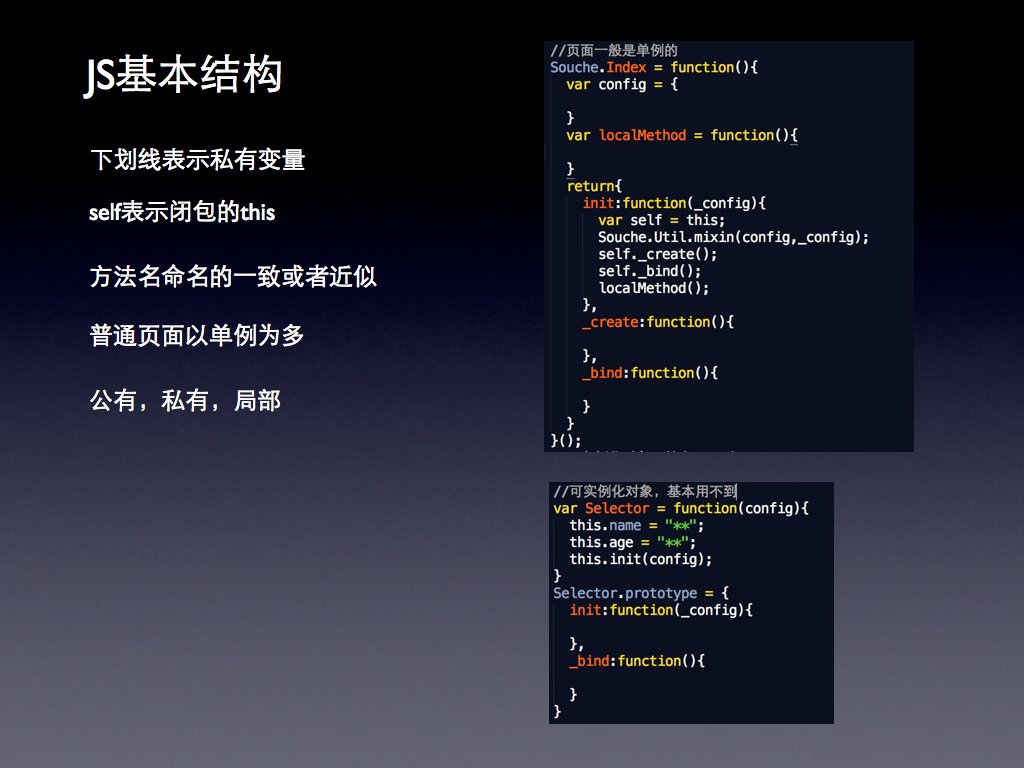 JS基本结构
下划线表示私有变量
self表示闭包的this
方法名命名的一致或者近似
普通页面以单例为多
公有，私有，局部
//页面一般是单例的
Souche.Index = function(){
  var config = {

  }
  var localMethod = function(){

  }
  return{
    init:function(_config){
      var self = this;
      Souche.Util.mixin(config,_config);
      self._create();
      self._bind();
      localMethod();
    },
    _create:function(){

    },
    _bind:function(){

    }
  }
}();
//可实例化对象，基本用不到
var Selector = function(config){
  this.name = "**";
  this.age = "**";
  this.init(config);
}
Selector.prototype = {
  init:function(_config){

  },
  _bind:function(){

  }
}